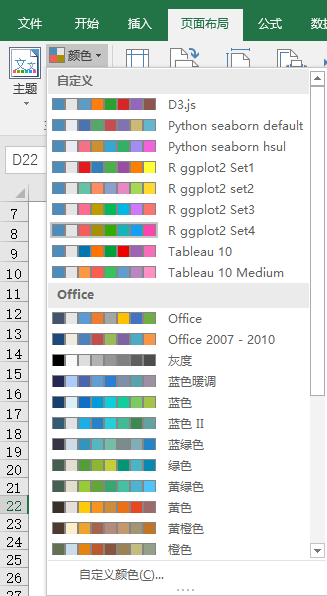 文件 开始 插入 页面布局 公式
主题 颜色
D22
自定义
D3.js
Python seaborn default
Python seaborn hsul
R ggplot2 Set1
R ggplot2 set2
R ggplot2 Set3
R ggplot2 Set4
Tableau 10
Tableau 10 Medium
Office
Office
Office 2007 - 2010
灰度
蓝色暖调
蓝色
蓝色 II
蓝绿色
绿色
黄绿色
黄色
黄橙色
橙色
自定义颜色(C)...
7
8
9
10
11
12
13
14
15
16
17
18
19
20
21
22
23
24
25
26
27